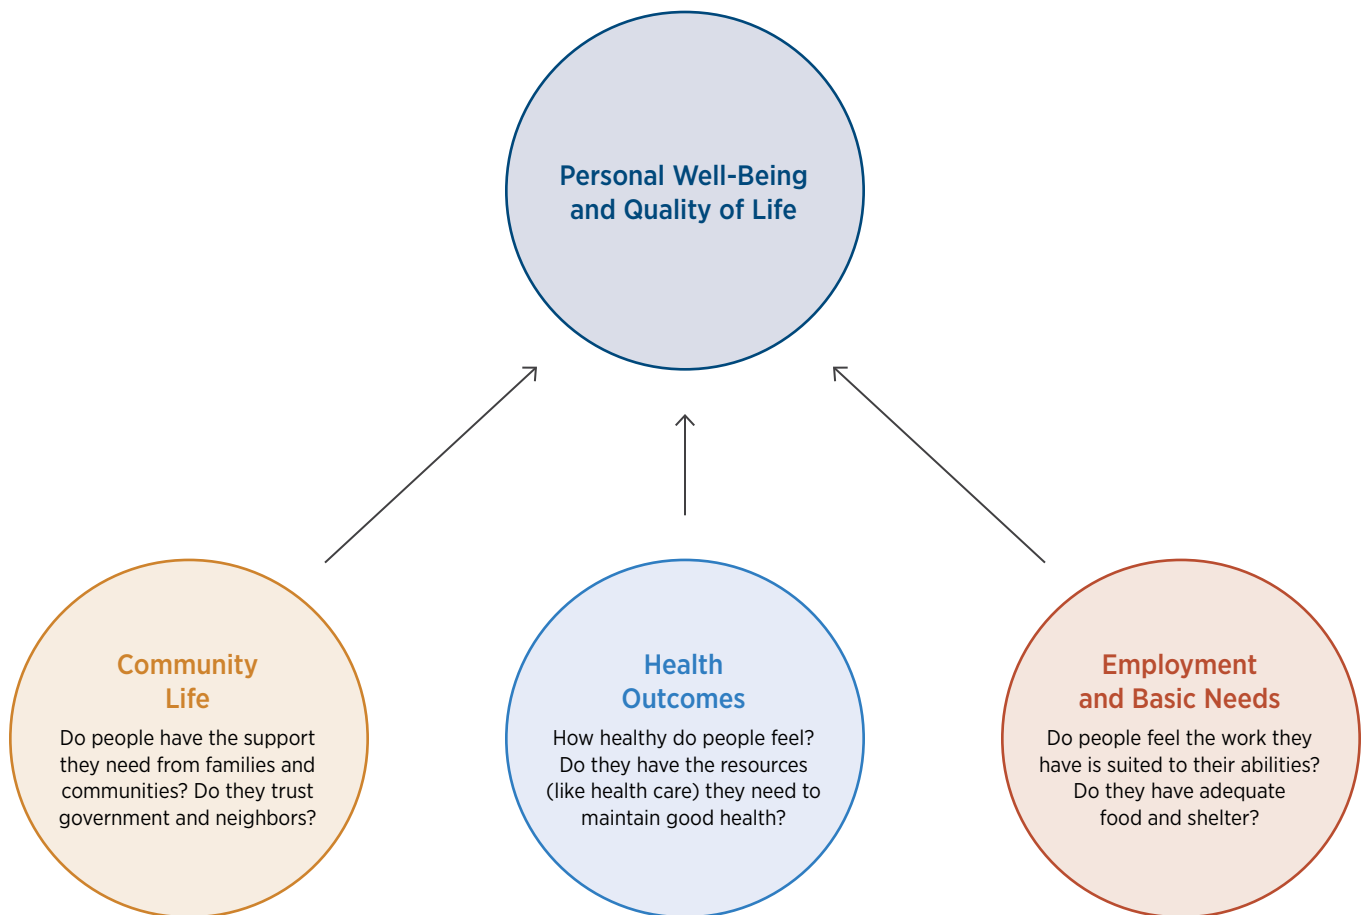 Personal Well-Being
and Quality of Life
Community
Life
Do people have the support
they need from families and
communities? Do they trust
government and neighbors?
Health
Outcomes
How healthy do people feel?
Do they have the resources
(like health care) they need to
maintain good health?
Employment
and Basic Needs
Do people feel the work they
have is suited to their abilities?
Do they have adequate
food and shelter?